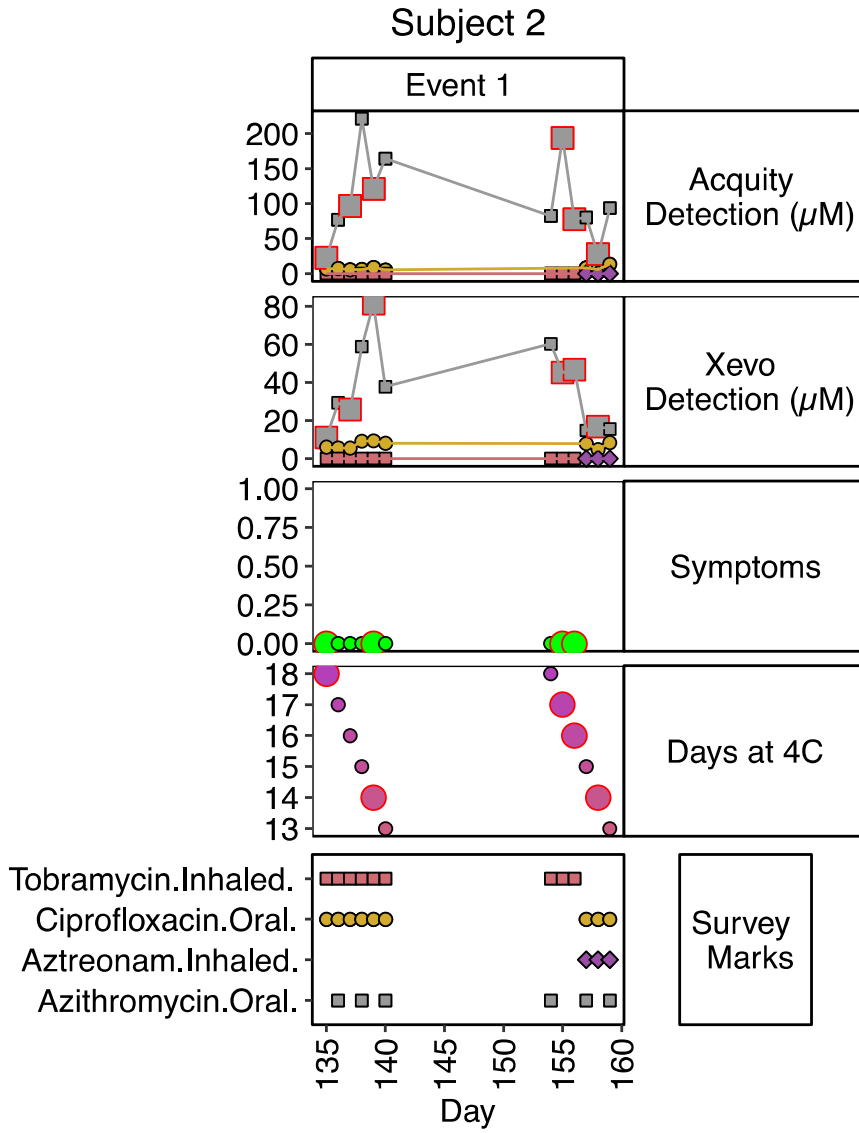 Subject 2
Event 1
200
150
100
50
0
Acquity
Detection (µM)
80
60
40
20
0
Xevo
Detection (µM)
1.00
0.75
0.50
0.25
0.00
Symptoms
18
17
16
15
14
13
Days at 4C
Tobramycin.Inhaled.
Ciprofloxacin.Oral.
Aztreonam.Inhaled.
Azithromycin.Oral.
Survey
Marks
135
140
145
150
155
160
Day